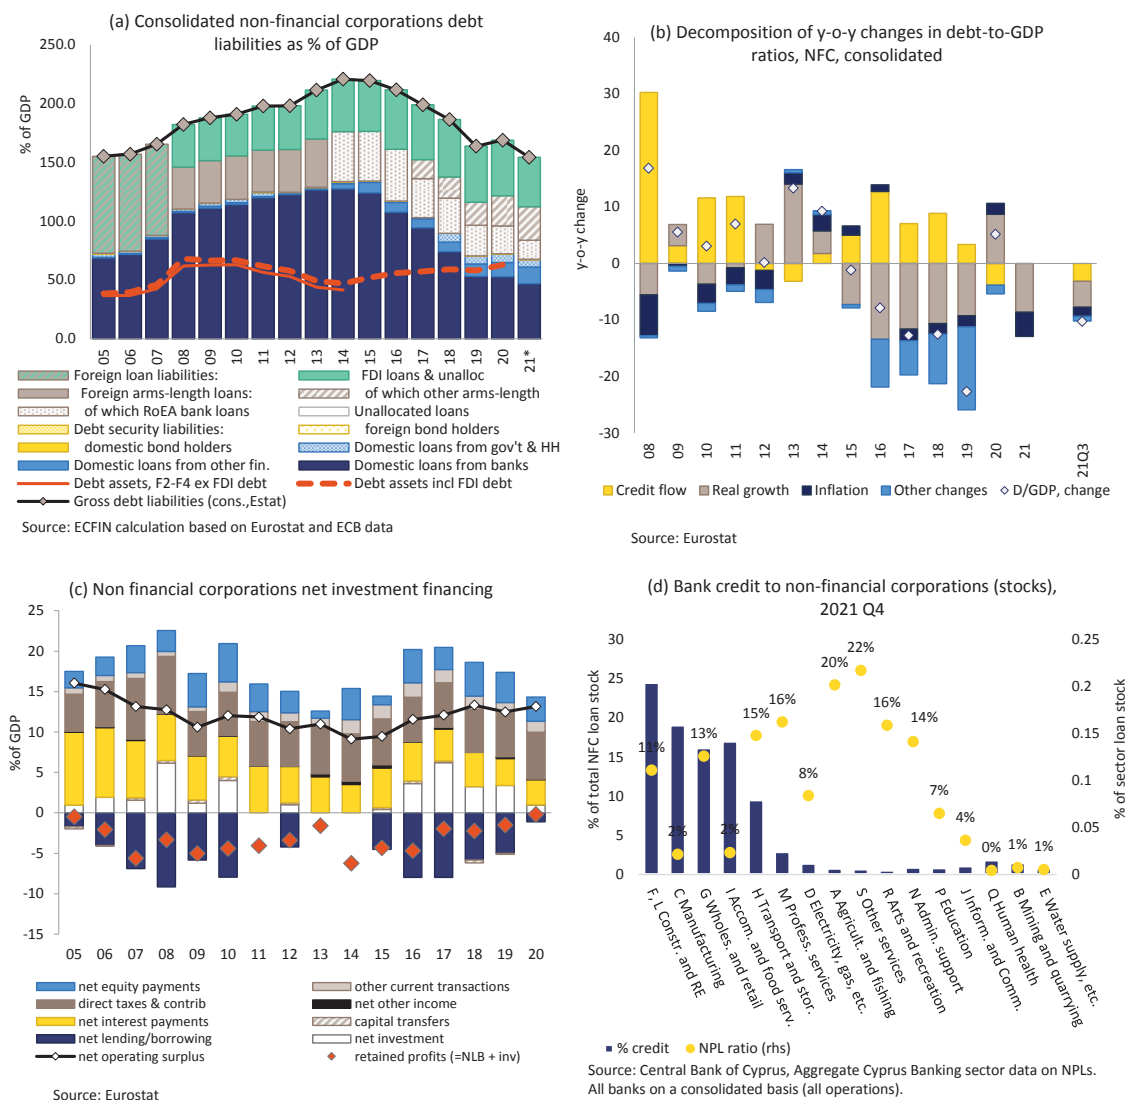 (a) Consolidated non-financial corporations debt
liabilities as % of GDP
250.0
200.0
150.0
100.0
50.0
0.0
% of GDP
05 06 07 08 09 10 11 12 13 14 15 16 17 18 19 20 21*
Foreign loan liabilities:
FDI loans & unalloc
Foreign arms-length loans:
of which other arms-length
of which RoEA bank loans
Unallocated loans
Debt security liabilities:
foreign bond holders
domestic bond holders
Domestic loans from gov't & HH
Domestic loans from other fin.
Domestic loans from banks
Debt assets, F2-F4 ex FDI debt
Debt assets incl FDI debt
Gross debt liabilities (cons.,Estat)
Source: ECFIN calculation based on Eurostat and ECB data
(b) Decomposition of y-o-y changes in debt-to-GDP
ratios, NFC, consolidated
40
30
20
10
0
-10
-20
-30
y-o-y change
08 09 10 11 12 13 14 15 16 17 18 19 20 21 21Q3
Credit flow Real growth Inflation Other changes D/GDP, change
Source: Eurostat
(c) Non financial corporations net investment financing
25
20
15
10
5
0
-5
-10
-15
%of GDP
05 06 07 08 09 10 11 12 13 14 15 16 17 18 19 20
net equity payments
other current transactions
direct taxes & contrib
net other income
net interest payments
capital transfers
net lending/borrowing
net investment
net operating surplus
retained profits (=NLB + inv)
Source: Eurostat
(d) Bank credit to non-financial corporations (stocks),
2021 Q4
30
25
20
15
10
5
0
% of total NFC loan stock
0.25
0.2
0.15
0.1
0.05
0
% of sector loan stock
11%
2%
13%
2%
15%
16%
8%
20%
22%
16%
14%
7%
4%
0%
1%
1%
F, L Constr. and RE
C Manufacturing
G Wholes. and retail
I Accom. and food serv.
H Transport and stor.
M Profess. services
D Electricity, gas, etc.
A Agricult. and fishing
S Other services
R Arts and recreation
N Admin. support
P Education
J Inform. and Comm.
Q Human health
B Mining and quarrying
E Water supply, etc.
% credit NPL ratio (rhs)
Source: Central Bank of Cyprus, Aggregate Cyprus Banking sector data on NPLs.
All banks on a consolidated basis (all operations).